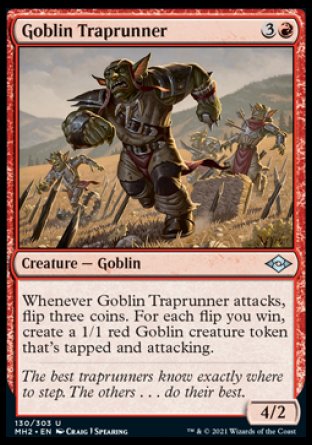 Goblin Traprunner 3
Creature — Goblin
Whenever Goblin Traprunner attacks,
flip three coins. For each flip you win,
create a 1/1 red Goblin creature token
that's tapped and attacking.
The best traprunners know exactly where
to step. The others . . . do their best.
4/2
130/303 U
MH2 • EN CRAIG J SPEARING
™ & © 2021 Wizards of the Coast